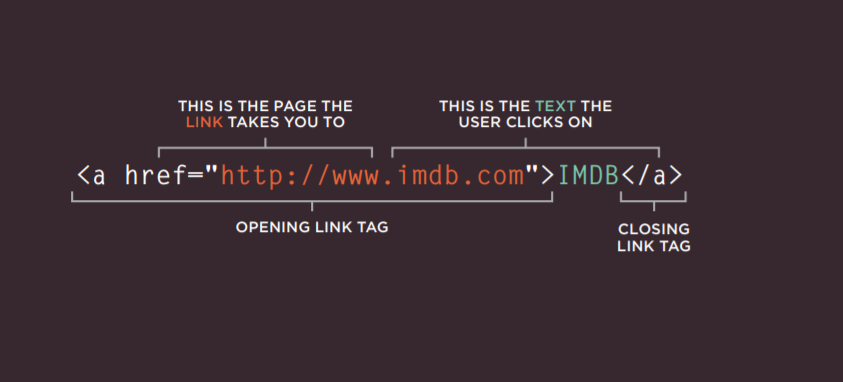 THIS IS THE PAGE THE
LINK TAKES YOU TO
THIS IS THE TEXT THE
USER CLICKS ON
<a href="http://www.imdb.com">IMDB</a>
OPENING LINK TAG
CLOSING
LINK TAG